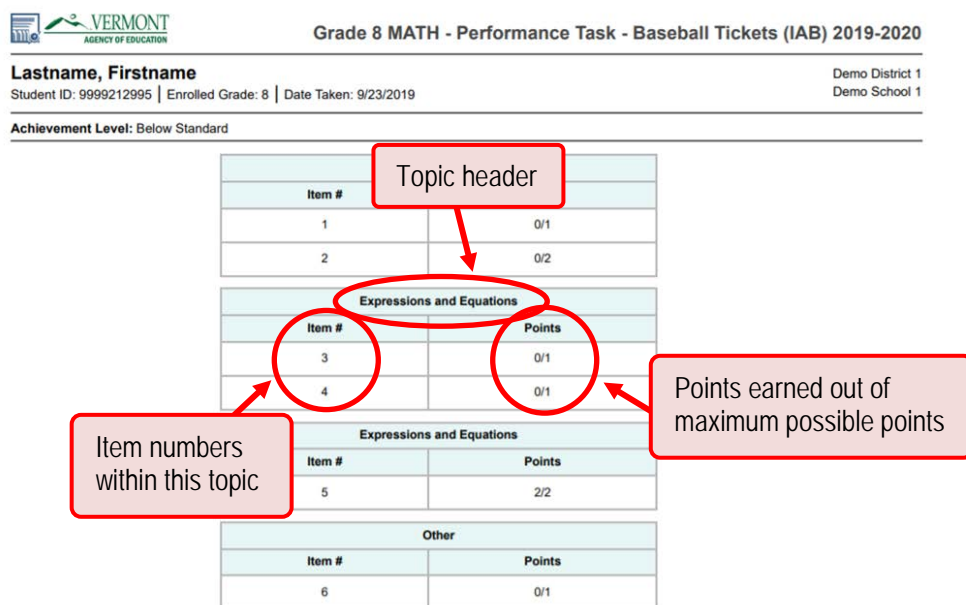 VERMONT
AGENCY OF EDUCATION
Grade 8 MATH - Performance Task - Baseball Tickets (IAB) 2019-2020
Lastname, Firstname
Demo District 1
Student ID: 9999212995 | Enrolled Grade: 8 | Date Taken: 9/23/2019
Demo School 1
Achievement Level: Below Standard
Topic header
Item #
1 0/1
2 0/2
Expressions and Equations
Item # Points
3 0/1
4 0/1
Points earned out of
maximum possible points
Item numbers
within this topic
Expressions and Equations
Item # Points
5 2/2
Other
Item # Points
6 0/1